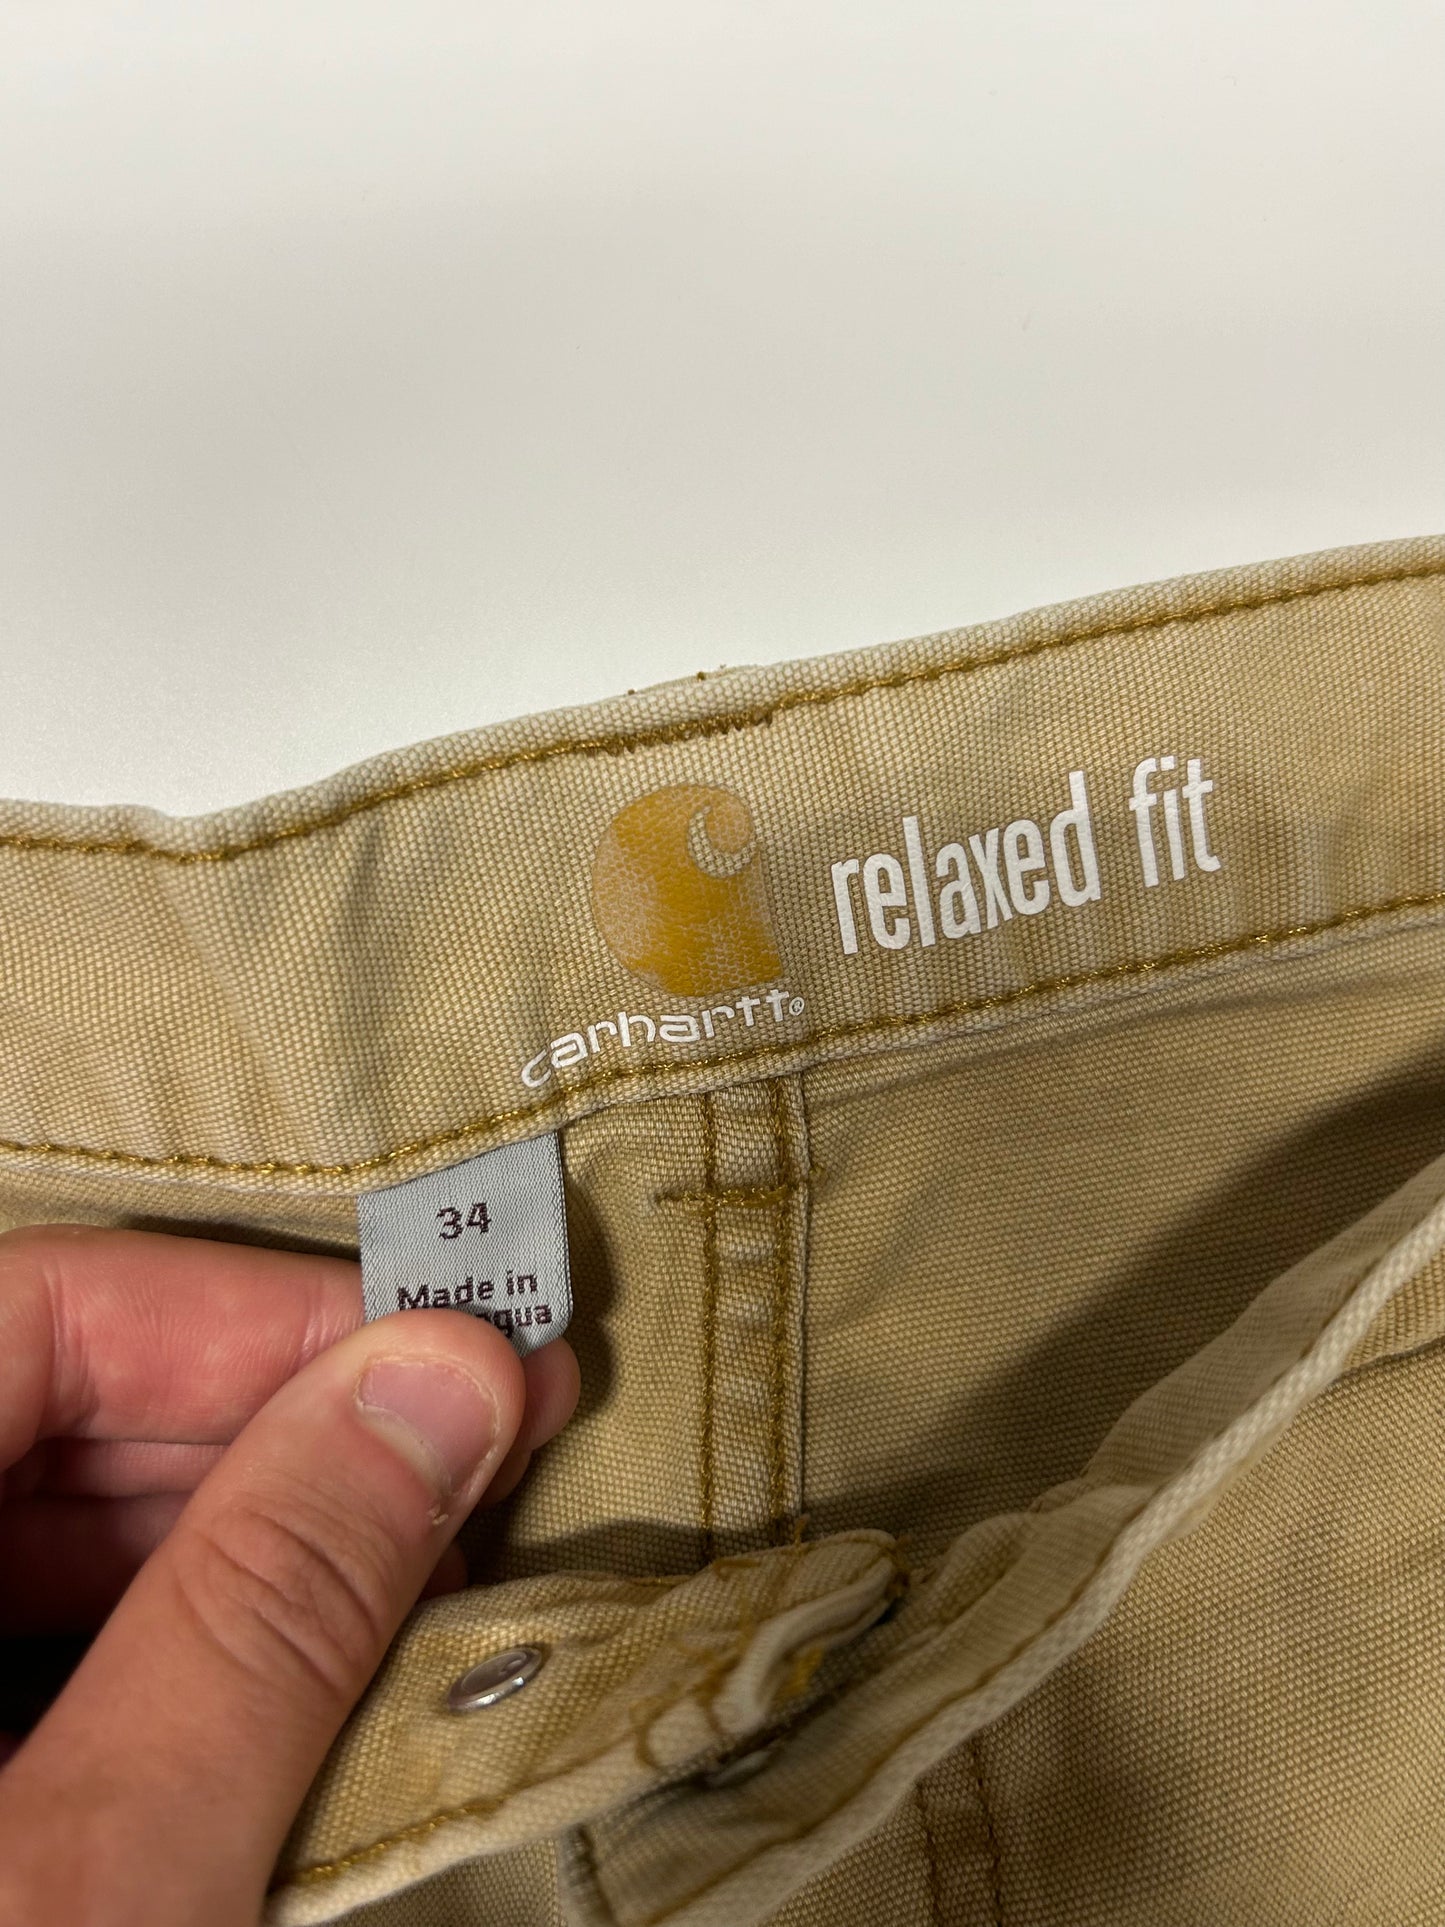 relaxed fit
carhartt®
34
Made in